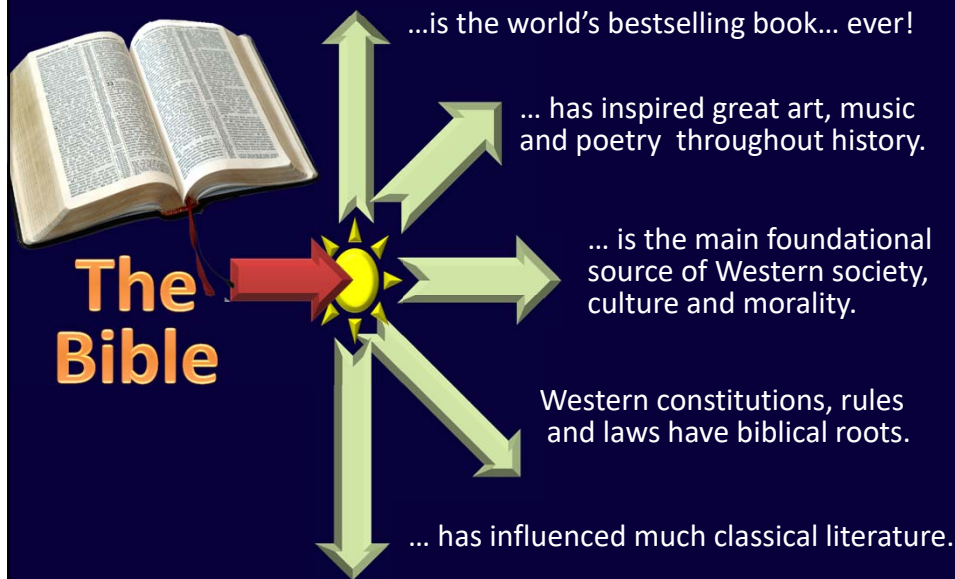 …is the world’s bestselling book… ever!
… has inspired great art, music
and poetry  throughout history.
The
Bible
… is the main foundational
source of Western society,
culture and morality.
Western constitutions, rules
and laws have biblical roots.
… has influenced much classical literature.